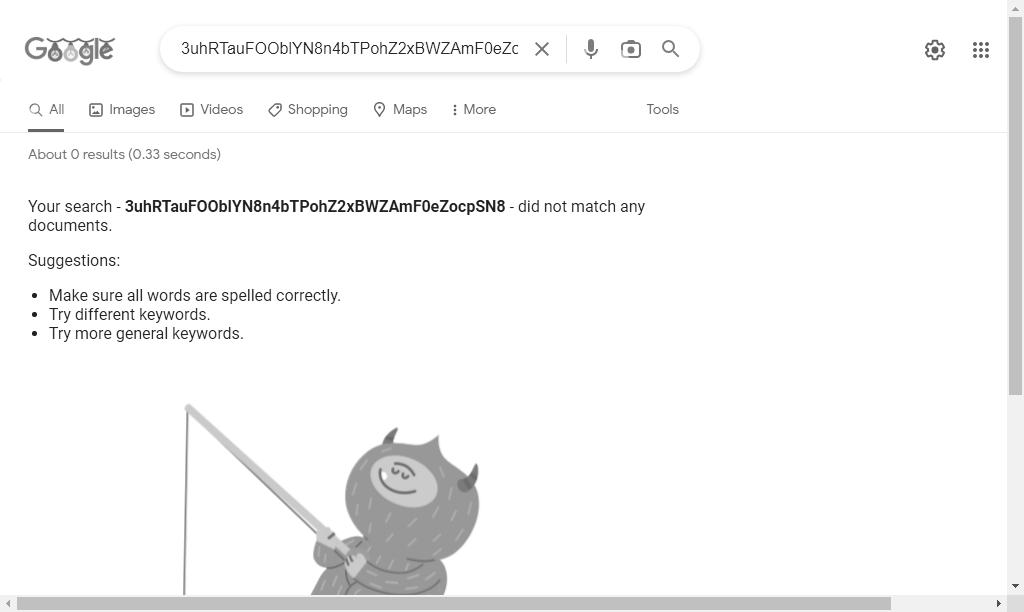 Google
3uhRTauFOOblYN8n4bTPohZ2xBWZAmF0eZc
All Images Videos Shopping Maps More Tools
About 0 results (0.33 seconds)
Your search - 3uhRTauFOOblYN8n4bTPohZ2xBWZAmF0eZocpSN8 - did not match any
documents.
Suggestions:
Make sure all words are spelled correctly.
Try different keywords.
Try more general keywords.